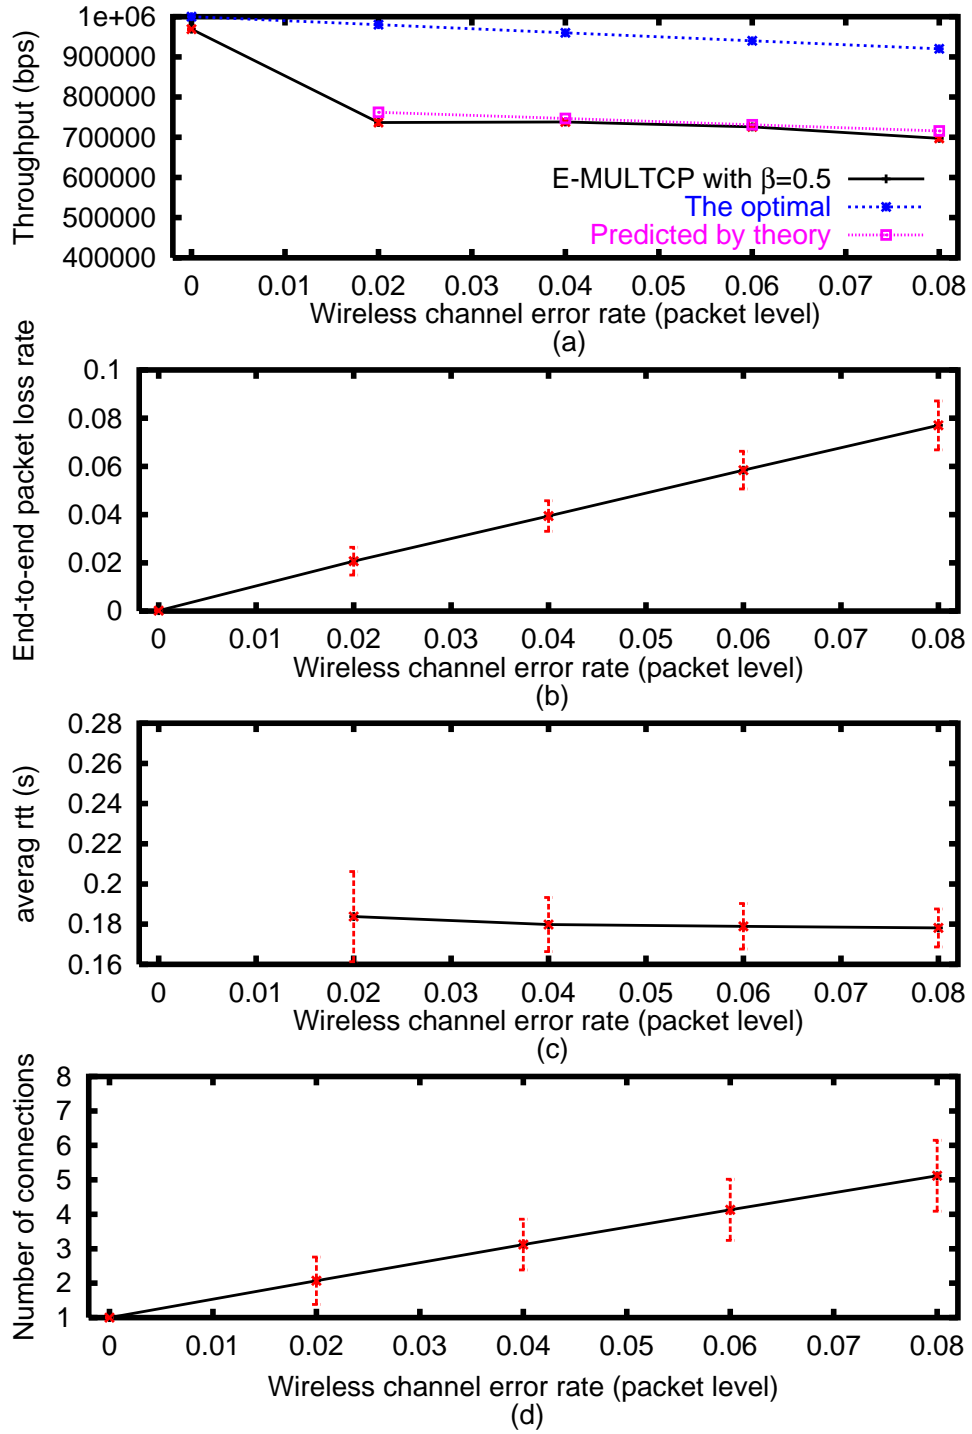 Throughput (bps)
1e+06
900000
800000
700000
600000
500000
400000
E-MULTCP with β=0.5
The optimal
Predicted by theory
0 0.01 0.02 0.03 0.04 0.05 0.06 0.07 0.08
Wireless channel error rate (packet level)
(a)
End-to-end packet loss rate
0.1
0.08
0.06
0.04
0.02
0
0 0.01 0.02 0.03 0.04 0.05 0.06 0.07 0.08
Wireless channel error rate (packet level)
(b)
averag rtt (s)
0.28
0.26
0.24
0.22
0.2
0.18
0.16
0 0.01 0.02 0.03 0.04 0.05 0.06 0.07 0.08
Wireless channel error rate (packet level)
(c)
Number of connections
8
7
6
5
4
3
2
1
0 0.01 0.02 0.03 0.04 0.05 0.06 0.07 0.08
Wireless channel error rate (packet level)
(d)